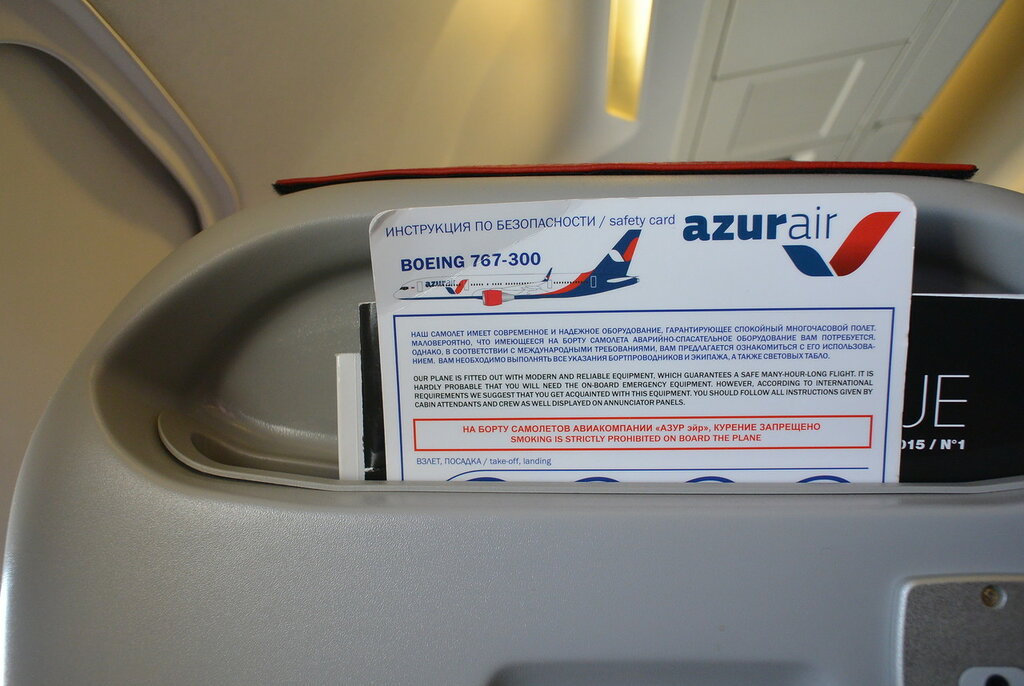 ИНСТРУКЦИЯ ПО БЕЗОПАСНОСТИ / safety card
azurair
BOEING 767-300
azurair
НАШ САМОЛЕТ ИМЕЕТ СОВРЕМЕННОЕ И НАДЕЖНОЕ ОБОРУДОВАНИЕ, ГАРАНТИРУЮЩЕЕ СПОКОЙНЫЙ МНОГОЧАСОВОЙ ПОЛЕТ.
МАЛОВЕРОЯТНО, ЧТО ИМЕЮЩЕЕСЯ НА БОРТУ САМОЛЕТА АВАРИЙНО-СПАСАТЕЛЬНОЕ ОБОРУДОВАНИЕ ВАМ ПОТРЕБУЕТСЯ.
ОДНАКО, В СООТВЕТСТВИИ С МЕЖДУНАРОДНЫМИ ТРЕБОВАНИЯМИ, ВАМ ПРЕДЛАГАЕТСЯ ОЗНАКОМИТЬСЯ С ЕГО ИСПОЛЬЗОВА-
НИЕМ. ВАМ НЕОБХОДИМО ВЫПОЛНЯТЬ ВСЕ УКАЗАНИЯ БОРТПРОВОДНИКОВ И ЭКИПАЖА, А ТАКЖЕ СВЕТОВЫХ ТАБЛО.
OUR PLANE IS FITTED OUT WITH MODERN AND RELIABLE EQUIPMENT, WHICH GUARANTEES A SAFE MANY-HOUR-LONG FLIGHT. IT IS
HARDLY PROBABLE THAT YOU WILL NEED THE ON-BOARD EMERGENCY EQUIPMENT. HOWEVER, ACCORDING TO INTERNATIONAL
REQUIREMENTS WE SUGGEST THAT YOU GET ACQUAINTED WITH THIS EQUIPMENT. YOU SHOULD FOLLOW ALL INSTRUCTIONS GIVEN BY
CABIN ATTENDANTS AND CREW AS WELL DISPLAYED ON ANNUNCIATOR PANELS.
НА БОРТУ САМОЛЕТОВ АВИАКОМПАНИИ «АЗУР эйр», КУРЕНИЕ ЗАПРЕЩЕНО
SMOKING IS STRICTLY PROHIBITED ON BOARD THE PLANE
ВЗЛЕТ, ПОСАДКА / take-off, landing
UE
015 / N°1